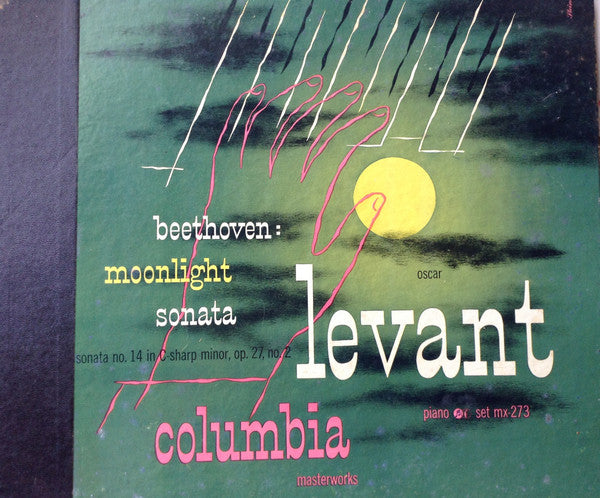 beethoven:
moonlight
sonata
sonata no. 14 in C-sharp minor, op. 27, no. 2
oscar
levant
piano set mx-273
columbia
masterworks